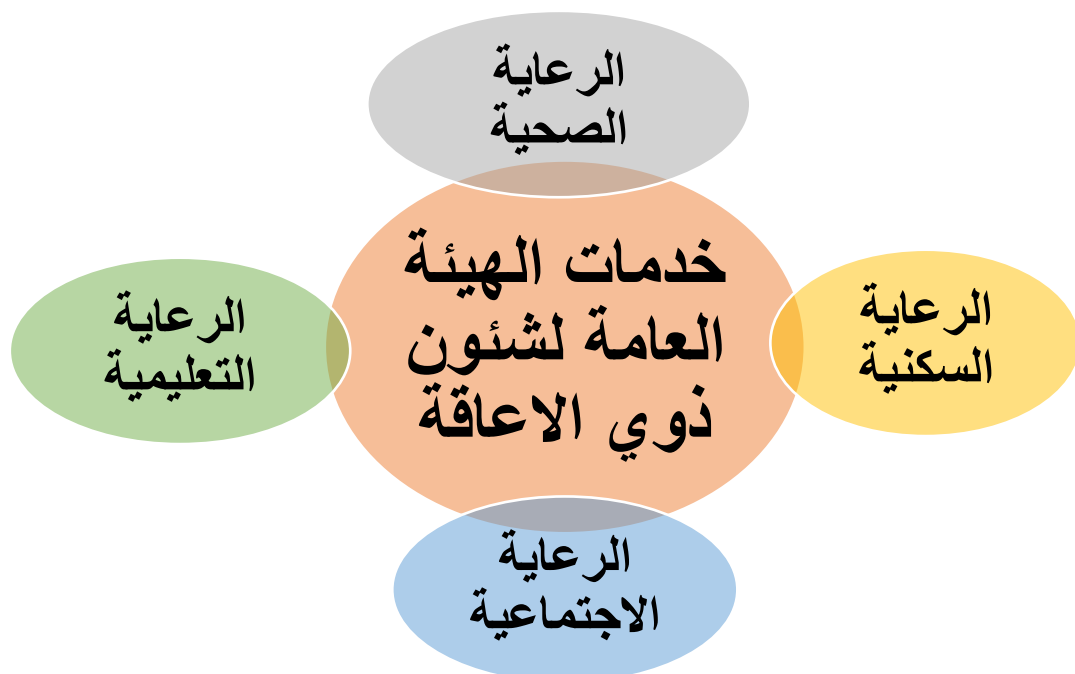 الرعاية
الصحية
خدمات الهيئة
العامة لشئون
ذوي الاعاقة
الرعاية
السكنية
الرعاية
التعليمية
الرعاية
الاجتماعية